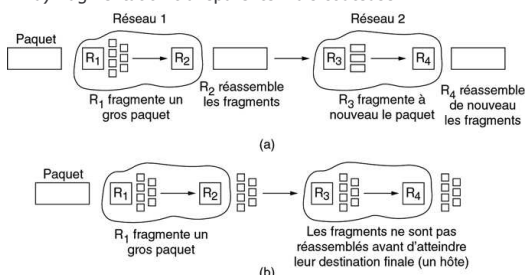 Réseau 1
Réseau 2
Paquet
R1
R2
R3
R4
R1 fragmente un
gros paquet
R2 réassemble
les fragments
R3 fragmente à
nouveau le paquet
R4 réassemble
de nouveau
les fragments
(a)
Paquet
R1
R2
R3
R4
R1 fragmente un
gros paquet
Les fragments ne sont pas
réassemblés avant d'atteindre
leur destination finale (un hôte)
(b)